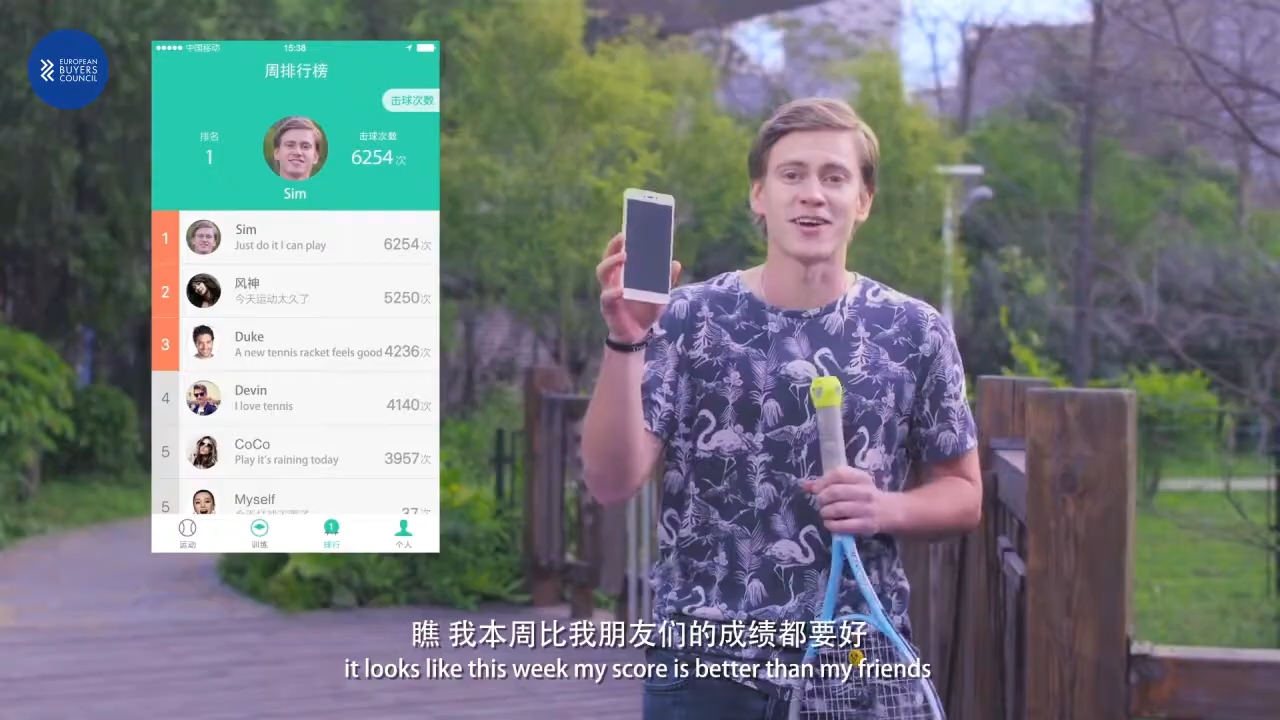 EUROPEAN
BUYERS
COUNCIL
中国移动 15:38
周排行榜
击球次数
排名
1
击球次数
6254次
Sim
1 Sim
Just do it I can play 6254次
2 风神
今天运动太久了 5250次
3 Duke
A new tennis racket feels good 4236次
4 Devin
I love tennis 4140次
5 CoCo
Play it's raining today 3957次
5 Myself
37次
运动 训练 排行 个人
1
瞧 我本周比我朋友们的成绩都要好
it looks like this week my score is better than my friends